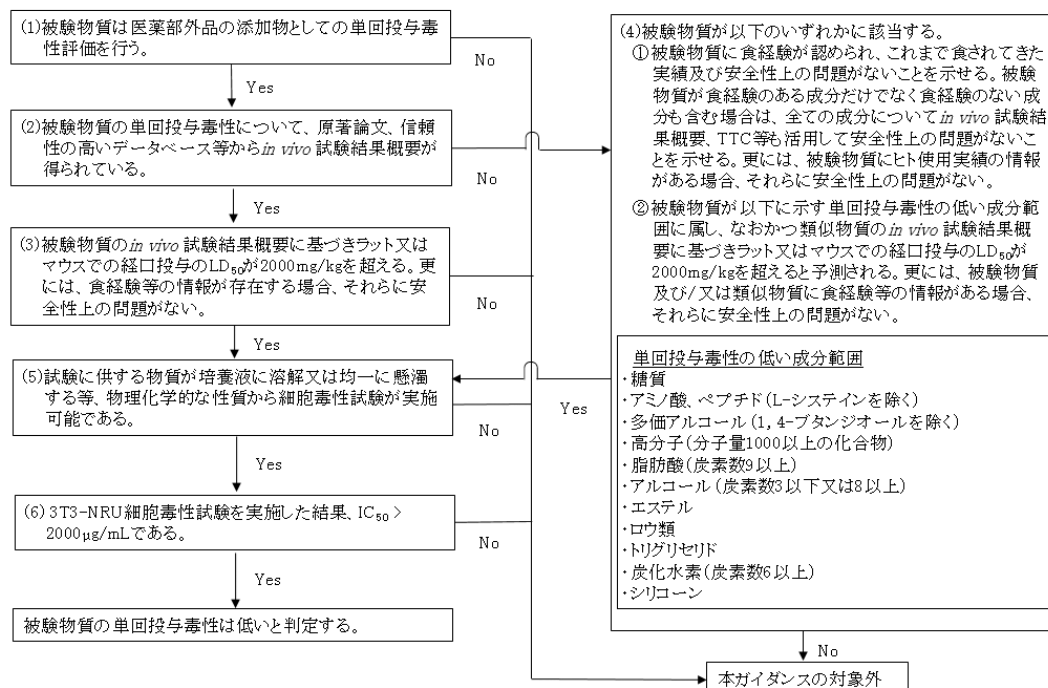 (1)被験物質は医薬部外品の添加物としての単回投与毒
性評価を行う。
No
Yes
(2)被験物質の単回投与毒性について、原著論文、信頼
性の高いデータベース等からin vivo 試験結果概要が
得られている。
No
Yes
(3)被験物質のin vivo 試験結果概要に基づきラット又は
マウスでの経口投与のLD50が2000mg/kgを超える。更
には、食経験等の情報が存在する場合、それらに安
全性上の問題がない。
No
Yes
(5)試験に供する物質が培養液に溶解又は均一に懸濁
する等、物理化学的な性質から細胞毒性試験が実施
可能である。
No
Yes
(6)3T3-NRU細胞毒性試験を実施した結果、IC50 >
2000μg/mLである。
No
Yes
被験物質の単回投与毒性は低いと判定する。
(4)被験物質が以下のいずれかに該当する。
①被験物質に食経験が認められ、これまで食されてきた
実績及び安全性上の問題がないことを示せる。被験
物質が食経験のある成分だけでなく食経験のない成
分も含む場合は、全ての成分についてin vivo 試験結
果概要、TTC等も活用して安全性上の問題がないこ
とを示せる。更には、被験物質にヒト使用実績の情報
がある場合、それらに安全性上の問題がない。
②被験物質が以下に示す単回投与毒性の低い成分範
囲に属し、なおかつ類似物質のin vivo 試験結果概
要に基づきラット又はマウスでの経口投与のLD50が
2000mg/kgを超えると予測される。更には、被験物質
及び/又は類似物質に食経験等の情報がある場合、
それらに安全性上の問題がない。
単回投与毒性の低い成分範囲
・糖質
・アミノ酸、ペプチド(L-システインを除く)
・多価アルコール(1,4-ブタンジオールを除く)
・高分子(分子量1000以上の化合物)
・脂肪酸(炭素数9以上)
・アルコール(炭素数3以下又は8以上)
・エステル
・ロウ類
・トリグリセリド
・炭化水素(炭素数6以上)
・シリコーン
Yes
No
本ガイダンスの対象外